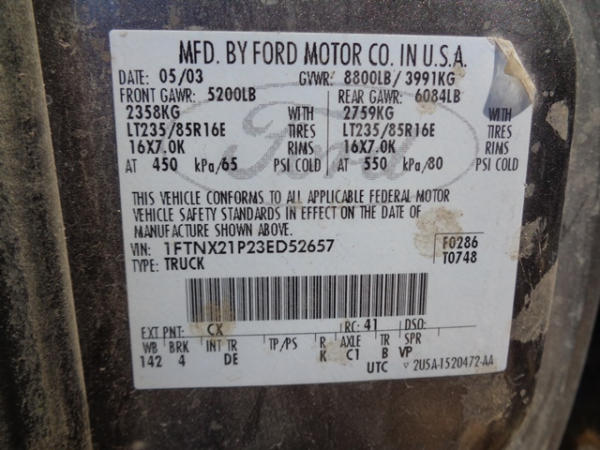 MFD. BY FORD MOTOR CO. IN U.S.A.
DATE: 05/03 GVWR: 8800LB/ 3991KG
FRONT GAWR: 5200LB REAR GAWR: 6084LB
2358KG WITH 2759KG WITH
LT235/85R16E TIRES LT235/85R16E TIRES
16X7.0K RIMS 16X7.0K RIMS
AT 450 kPa/65 PSI COLD AT 550 kPa/80 PSI COLD
Ford
THIS VEHICLE CONFORMS TO ALL APPLICABLE FEDERAL MOTOR
VEHICLE SAFETY STANDARDS IN EFFECT ON THE DATE OF
MANUFACTURE SHOWN ABOVE.
VIN: 1FTNX21P23ED52657 F0286
TYPE: TRUCK T0748
EXT PNT: CX RC: 41 DSO:
WB BRK INT TR TP/PS R AXLE TR SPR
142 4 DE K C1 B VP
UTC ▽ 2U5A-1520472-AA